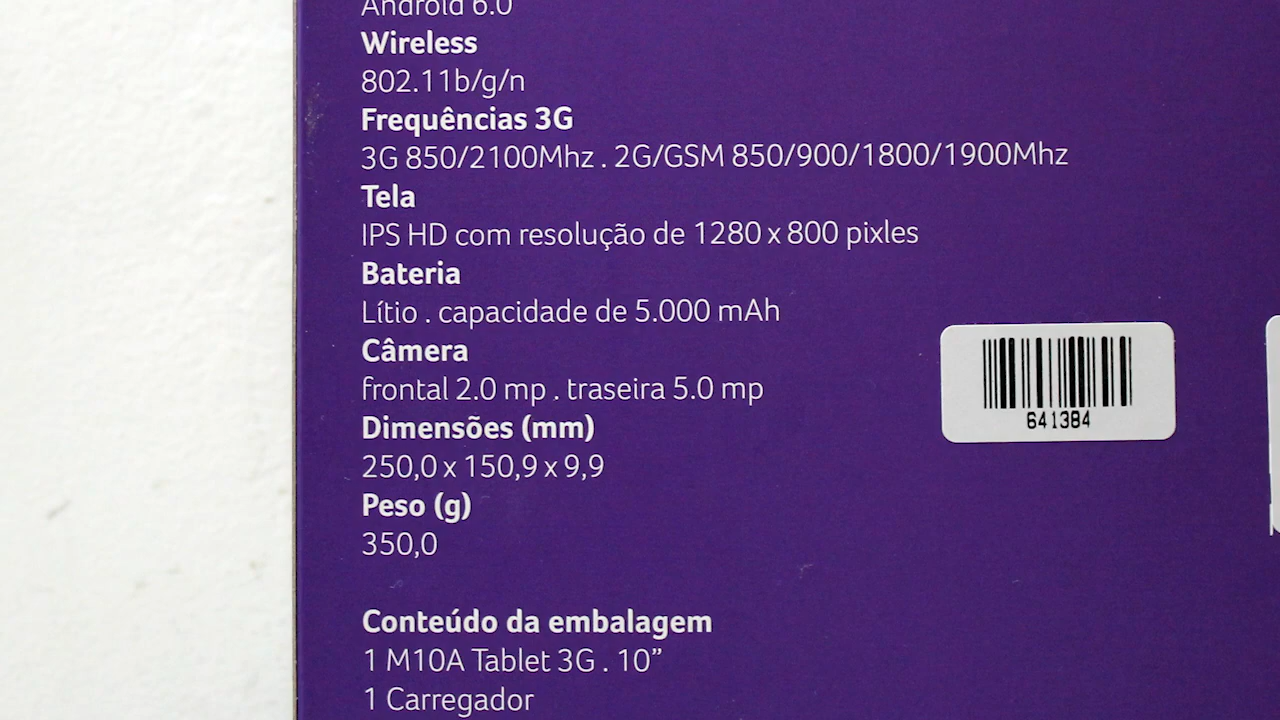 Android 6.0
Wireless
802.11b/g/n
Frequências 3G
3G 850/2100Mhz . 2G/GSM 850/900/1800/1900Mhz
Tela
IPS HD com resolução de 1280 x 800 pixles
Bateria
Lítio . capacidade de 5.000 mAh
Câmera
frontal 2.0 mp . traseira 5.0 mp
Dimensões (mm)
250,0 x 150,9 x 9,9
Peso (g)
350,0
Conteúdo da embalagem
1 M10A Tablet 3G . 10”
1 Carregador
641384